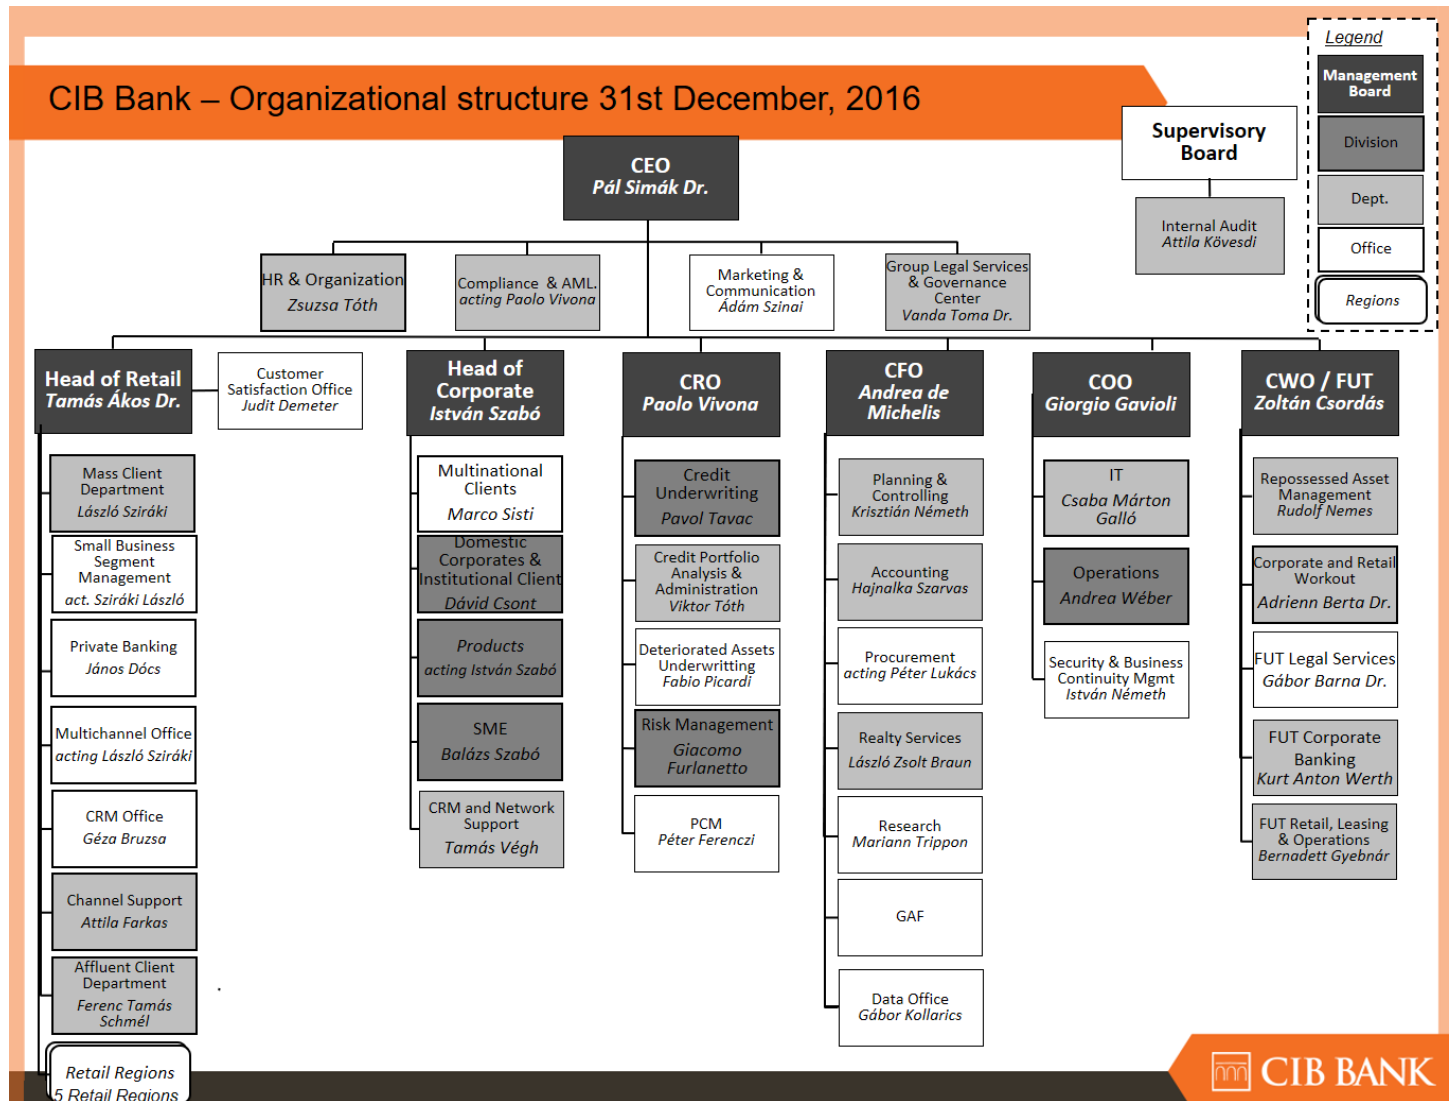 Legend
Management
Board
Division
Dept.
Office
Regions
CIB Bank – Organizational structure 31st December, 2016
Supervisory
Board
Internal Audit
Attila Kövesdi
CEO
Pál Simák Dr.
HR & Organization
Zsuzsa Tóth
Compliance & AML.
acting Paolo Vivona
Marketing &
Communication
Ádám Szinai
Group Legal Services
& Governance
Center
Vanda Toma Dr.
Head of Retail
Tamás Ákos Dr.
Customer
Satisfaction Office
Judit Demeter
Head of
Corporate
István Szabó
CRO
Paolo Vivona
CFO
Andrea de
Michelis
COO
Giorgio Gavioli
CWO / FUT
Zoltán Csordás
Mass Client
Department
László Sziráki
Small Business
Segment
Management
act. Sziráki László
Private Banking
János Dócs
Multichannel Office
acting László Sziráki
CRM Office
Géza Bruzsa
Channel Support
Attila Farkas
Affluent Client
Department
Ferenc Tamás
Schmél
Retail Regions
5 Retail Regions
Multinational
Clients
Marco Sisti
Domestic
Corporates &
Institutional Client
Dávid Csont
Products
acting István Szabó
SME
Balázs Szabó
CRM and Network
Support
Tamás Végh
Credit
Underwriting
Pavol Tavac
Credit Portfolio
Analysis &
Administration
Viktor Tóth
Deteriorated Assets
Underwritting
Fabio Picardi
Risk Management
Giacomo
Furlanetto
PCM
Péter Ferenczi
Planning &
Controlling
Krisztián Németh
Accounting
Hajnalka Szarvas
Procurement
acting Péter Lukács
Realty Services
László Zsolt Braun
Research
Mariann Trippon
GAF
Data Office
Gábor Kollarics
IT
Csaba Márton
Galló
Operations
Andrea Wéber
Security & Business
Continuity Mgmt
István Németh
Repossessed Asset
Management
Rudolf Nemes
Corporate and Retail
Workout
Adrienn Berta Dr.
FUT Legal Services
Gábor Barna Dr.
FUT Corporate
Banking
Kurt Anton Werth
FUT Retail, Leasing
& Operations
Bernadett Gyebnár
CIB BANK